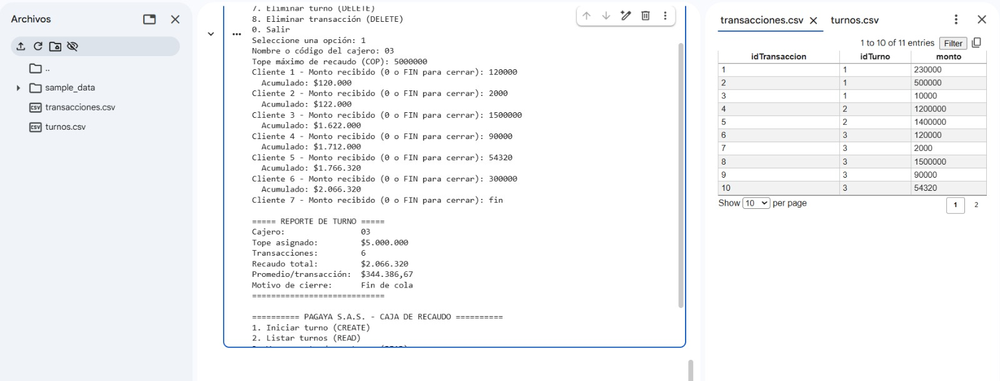 Archivos
..
sample_data
transacciones.csv
turnos.csv
7. Eliminar turno (DELETE)
8. Eliminar transacción (DELETE)
0. Salir
Seleccione una opción: 1
Nombre o código del cajero: 03
Tope máximo de recaudo (COP): 5000000
Cliente 1 - Monto recibido (0 o FIN para cerrar): 120000
Acumulado: $120.000
Cliente 2 - Monto recibido (0 o FIN para cerrar): 2000
Acumulado: $122.000
Cliente 3 - Monto recibido (0 o FIN para cerrar): 1500000
Acumulado: $1.622.000
Cliente 4 - Monto recibido (0 o FIN para cerrar): 90000
Acumulado: $1.712.000
Cliente 5 - Monto recibido (0 o FIN para cerrar): 54320
Acumulado: $1.766.320
Cliente 6 - Monto recibido (0 o FIN para cerrar): 300000
Acumulado: $2.066.320
Cliente 7 - Monto recibido (0 o FIN para cerrar): fin
===== REPORTE DE TURNO =====
Cajero: 03
Tope asignado: $5.000.000
Transacciones: 6
Recaudo total: $2.066.320
Promedio/transacción: $344.386,67
Motivo de cierre: Fin de cola
============================
========== PAGAYA S.A.S. - CAJA DE RECAUDO ==========
1. Iniciar turno (CREATE)
2. Listar turnos (READ)
transacciones.csv turnos.csv
1 to 10 of 11 entries Filter
idTransaccion idTurno monto
1 1 230000
2 1 500000
3 1 10000
4 2 1200000
5 2 1400000
6 3 120000
7 3 2000
8 3 1500000
9 3 90000
10 3 54320
Show 10 per page 1 2